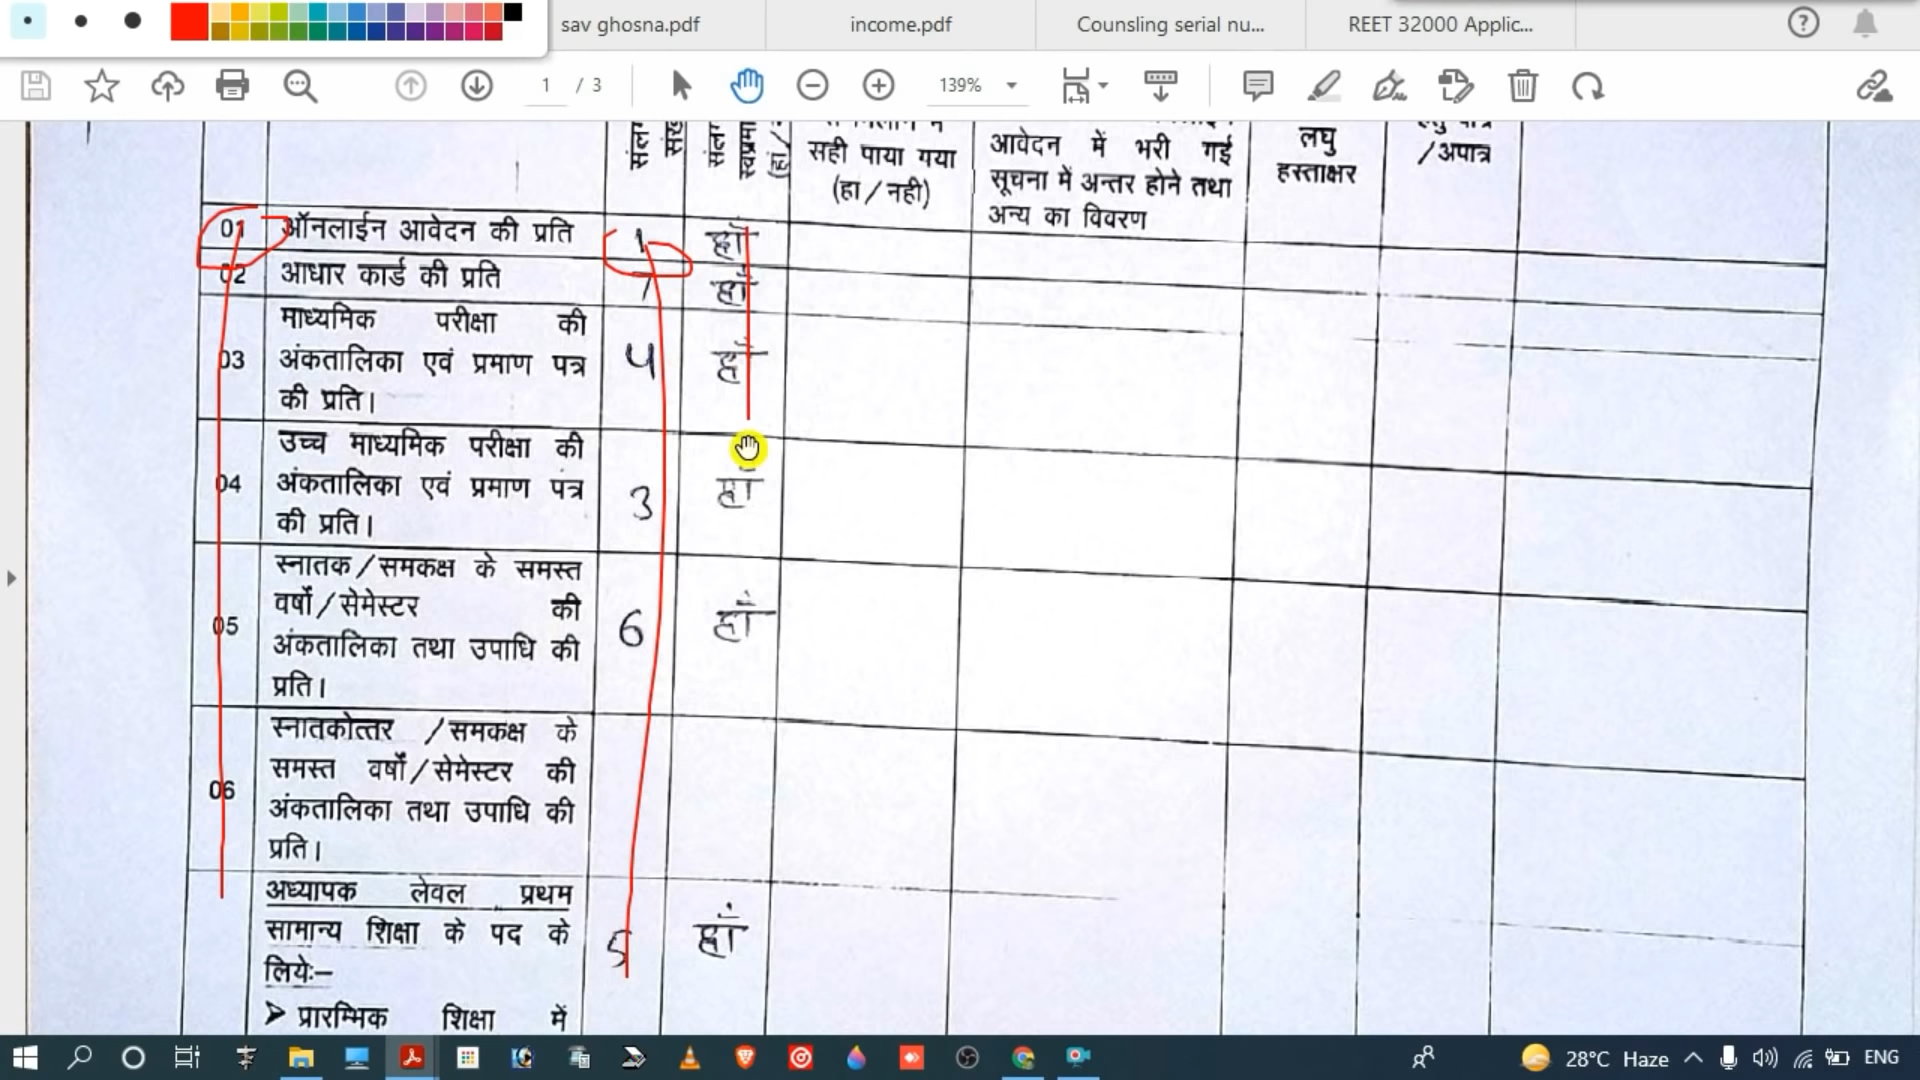 sav ghosna.pdf
income.pdf
Counsling serial nu...
REET 32000 Applic...
1 / 3
139%
सही पाया गया
(हा / नही)
आवेदन में भरी गई
सूचना में अन्तर होने तथा
अन्य का विवरण
लघु
हस्ताक्षर
/अपात्र
01 ऑनलाईन आवेदन की प्रति 1 हाँ
02 आधार कार्ड की प्रति हाँ
माध्यमिक परीक्षा की
03 अंकतालिका एवं प्रमाण पत्र 4 हाँ
की प्रति।
उच्च माध्यमिक परीक्षा की
04 अंकतालिका एवं प्रमाण पत्र 3 हां
की प्रति।
स्नातक/समकक्ष के समस्त
वर्षो/सेमेस्टर की
05 अंकतालिका तथा उपाधि की 6 हां
प्रति।
स्नातकोत्तर /समकक्ष के
समस्त वर्षो/सेमेस्टर की
06 अंकतालिका तथा उपाधि की
प्रति।
अध्यापक लेवल प्रथम
सामान्य शिक्षा के पद के 5 हां
लियेः–
➤ प्रारम्भिक शिक्षा में
28°C Haze ENG